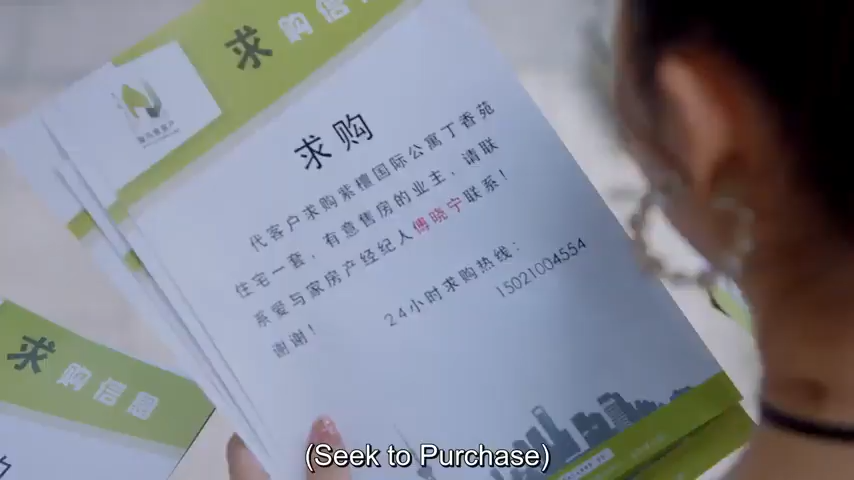 求购信息
求购
代客户求购紫檀国际公寓丁香苑
住宅一套，有意售房的业主，请联
系爱与家房产经纪人傅晓宁联系！
谢谢！
24小时求购热线：
15021004554
求购信息
(Seek to Purchase)